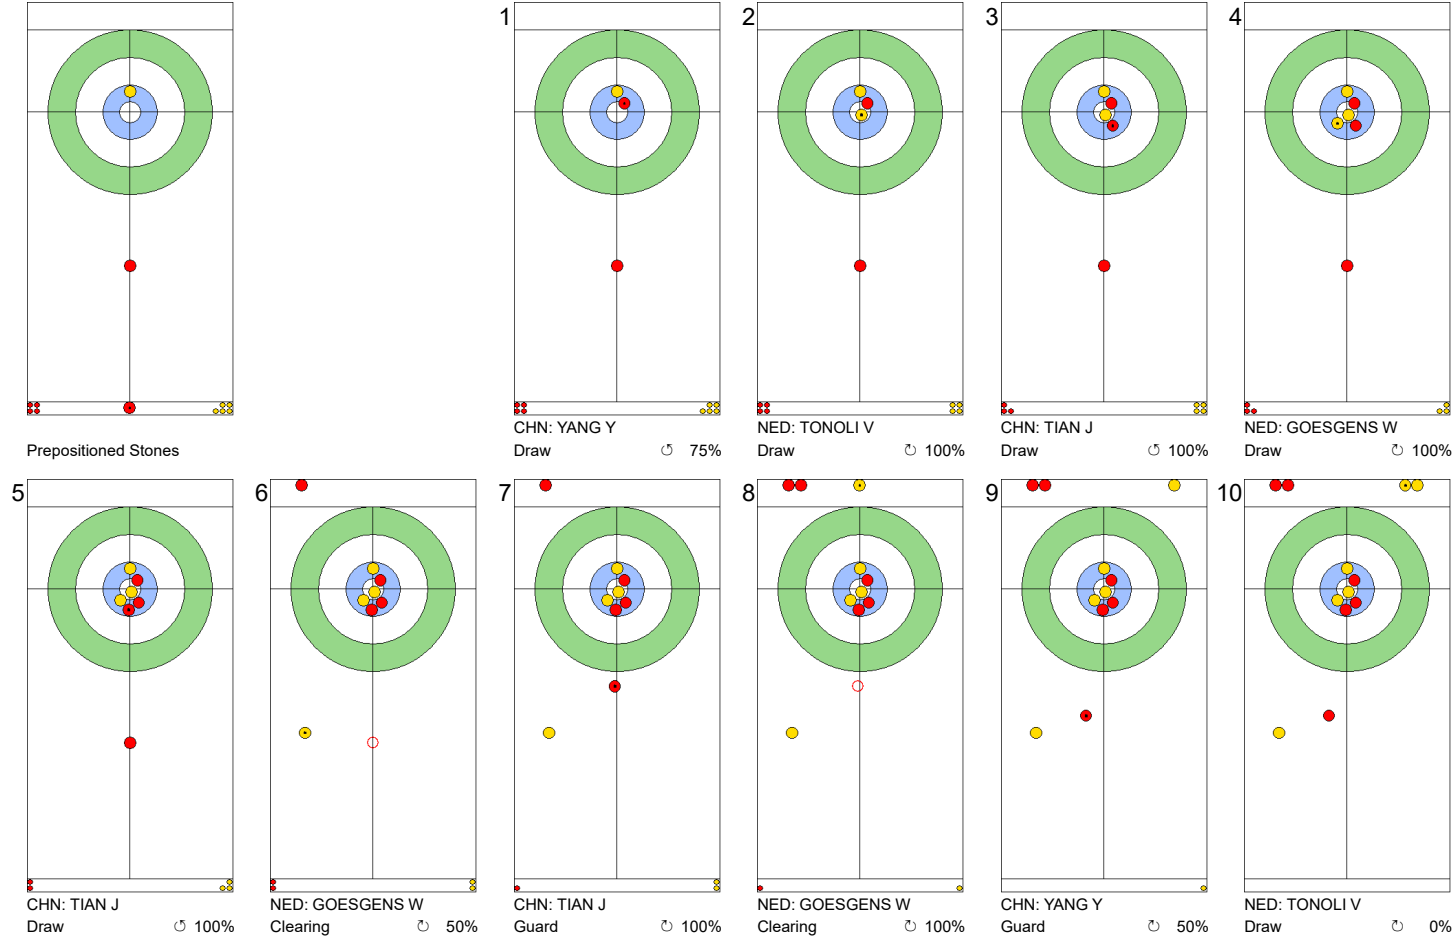 1 2 3 4
Prepositioned Stones
CHN: YANG Y
Draw 75%
NED: TONOLI V
Draw 100%
CHN: TIAN J
Draw 100%
NED: GOESGENS W
Draw 100%
5 6 7 8 9 10
CHN: TIAN J
Draw 100%
NED: GOESGENS W
Clearing 50%
CHN: TIAN J
Guard 100%
NED: GOESGENS W
Clearing 100%
CHN: YANG Y
Guard 50%
NED: TONOLI V
Draw 0%